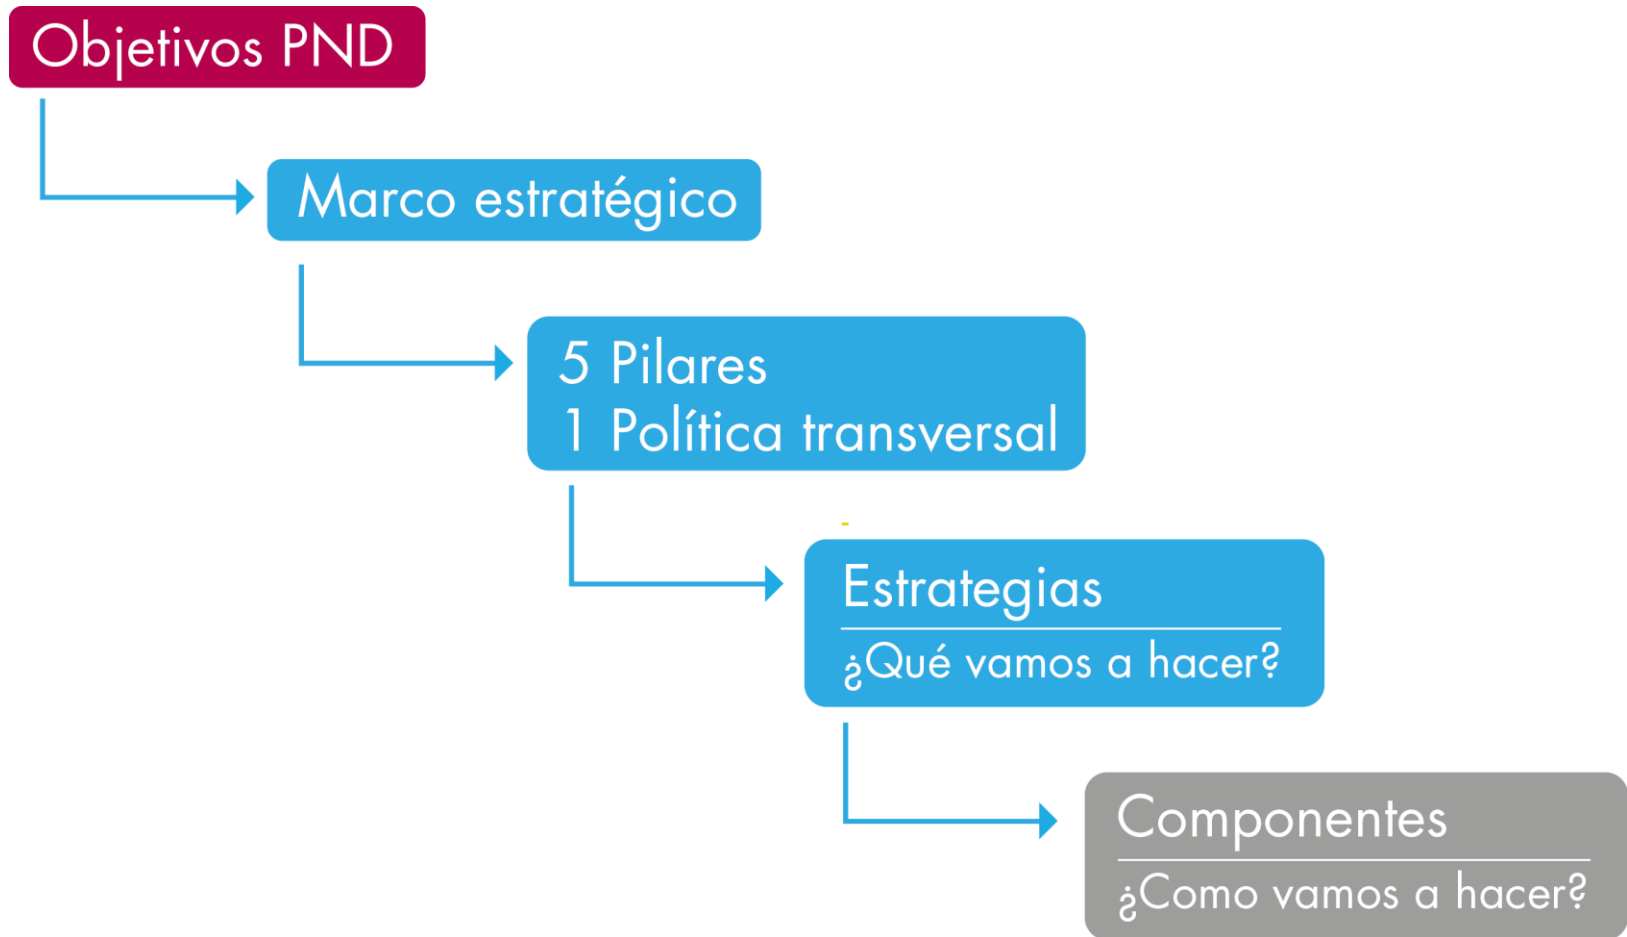 Objetivos PND
Marco estratégico
5 Pilares
1 Política transversal
-
Estrategias
¿Qué vamos a hacer?
Componentes
¿Como vamos a hacer?